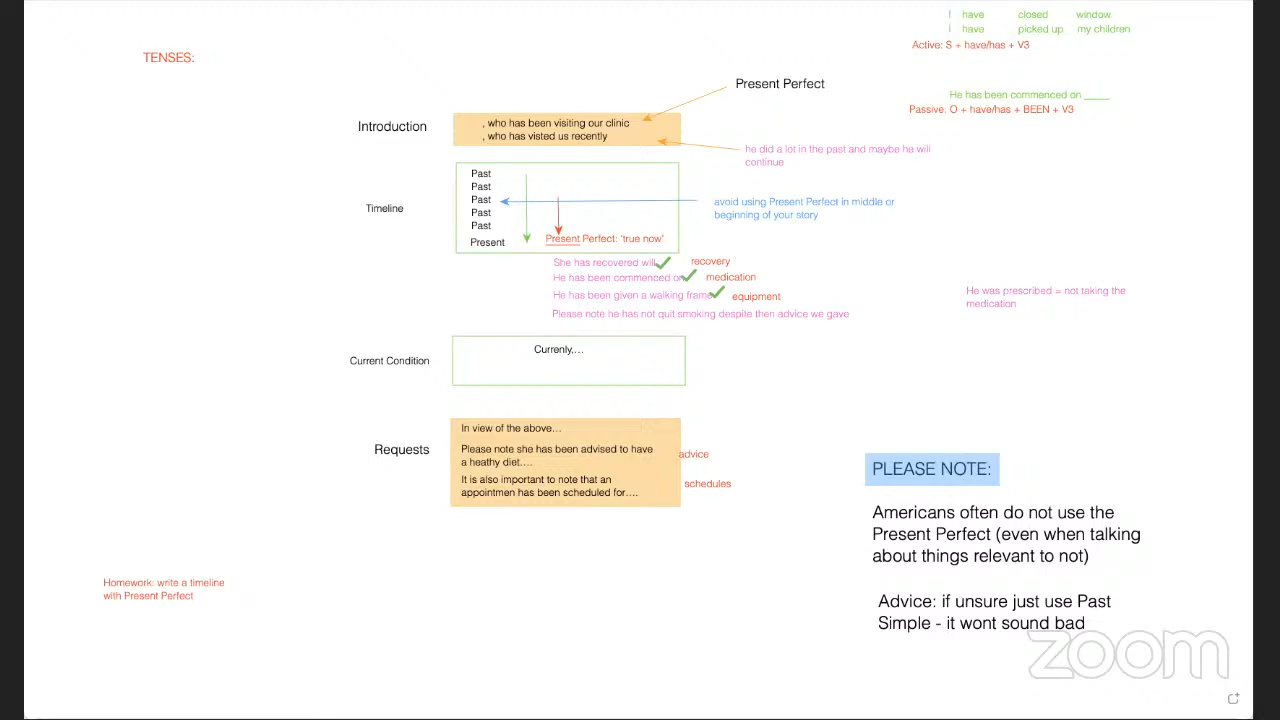 I have closed window
I have picked up my children
Active: S + have/has + V3
TENSES:
Present Perfect
He has been commenced on _____
Passive: O + have/has + BEEN + V3
Introduction
, who has been visiting our clinic
, who has visted us recently
he did a lot in the past and maybe he will
continue
Timeline
Past
Past
Past
Past
Past
Present
Present Perfect: 'true now'
avoid using Present Perfect in middle or
beginning of your story
She has recovered will
recovery
He has been commenced on
medication
He has been given a walking frame
equipment
Please note he has not quit smoking despite then advice we gave
He was prescribed = not taking the
medication
Current Condition
Currenly....
Requests
In view of the above...
Please note she has been advised to have
a heathy diet....
advice
It is also important to note that an
appointmen has been scheduled for....
schedules
PLEASE NOTE:
Americans often do not use the
Present Perfect (even when talking
about things relevant to not)
Advice: if unsure just use Past
Simple - it wont sound bad
Homework: write a timeline
with Present Perfect
zoom